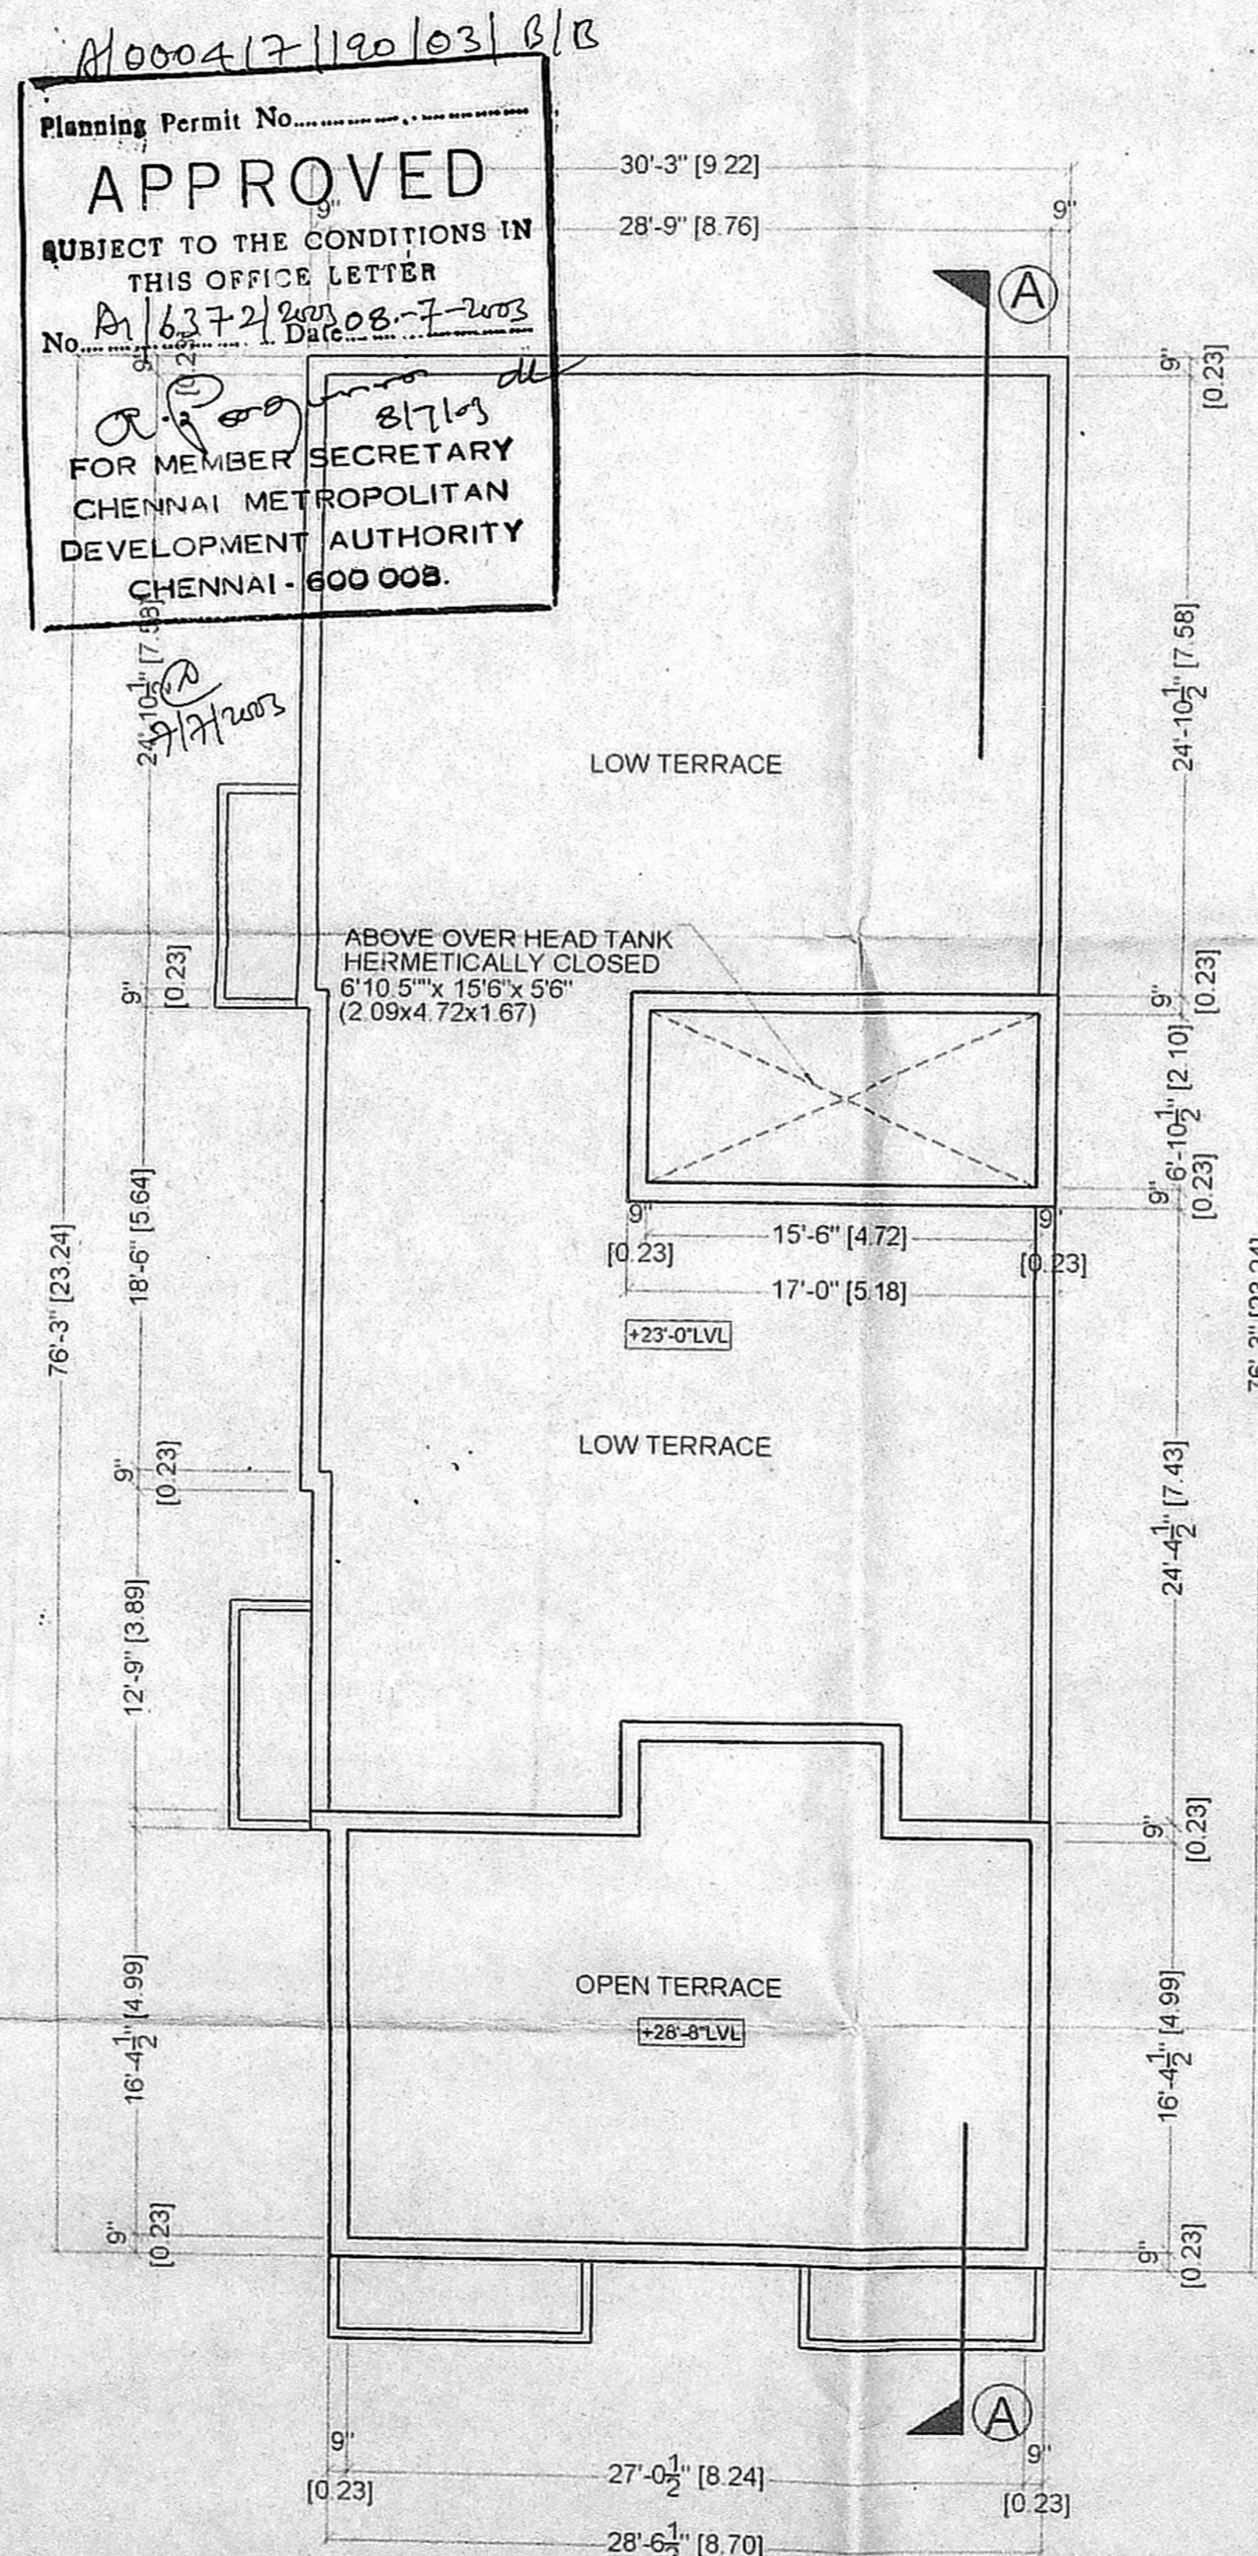 A/0004/7/190/03/ B/B
Planning Permit No.
APPROVED
SUBJECT TO THE CONDITIONS IN
THIS OFFICE LETTER
No. A1/6372/2003 Date 08-7-2003
8/7/03
FOR MEMBER SECRETARY
CHENNAI METROPOLITAN
DEVELOPMENT AUTHORITY
CHENNAI - 600 008.
7/7/2003
30'-3" [9.22]
9"
28'-9" [8.76]
9"
A
9"
9"
[0.23]
24'-10½" [7.58]
24'-10½" [7.58]
LOW TERRACE
ABOVE OVER HEAD TANK
HERMETICALLY CLOSED
6'10.5""x 15'6"x 5'6"
(2.09x4.72x1.67)
9"
[0.23]
9"
[0.23]
6'-10½" [2.10]
9"
[0.23]
9"
[0.23]
15'-6" [4.72]
9"
[0.23]
17'-0" [5.18]
+23'-0"LVL
18'-6" [5.64]
76'-3" [23.24]
76'-3" [23.24]
LOW TERRACE
9"
[0.23]
24'-4½" [7.43]
12'-9" [3.89]
9"
[0.23]
OPEN TERRACE
+28'-8"LVL
16'-4½" [4.99]
16'-4½" [4.99]
9"
[0.23]
9"
[0.23]
A
9"
[0.23]
27'-0½" [8.24]
9"
[0.23]
28'-6½" [8.70]